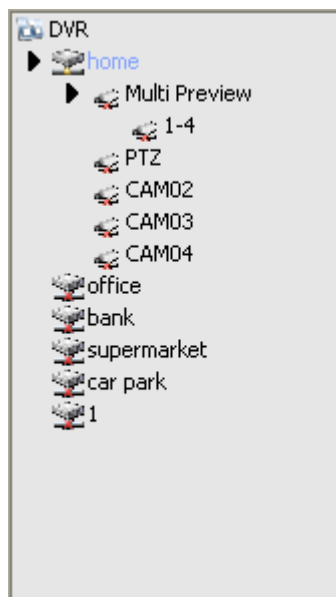 DVR
home
Multi Preview
1-4
PTZ
CAM02
CAM03
CAM04
office
bank
supermarket
car park
1